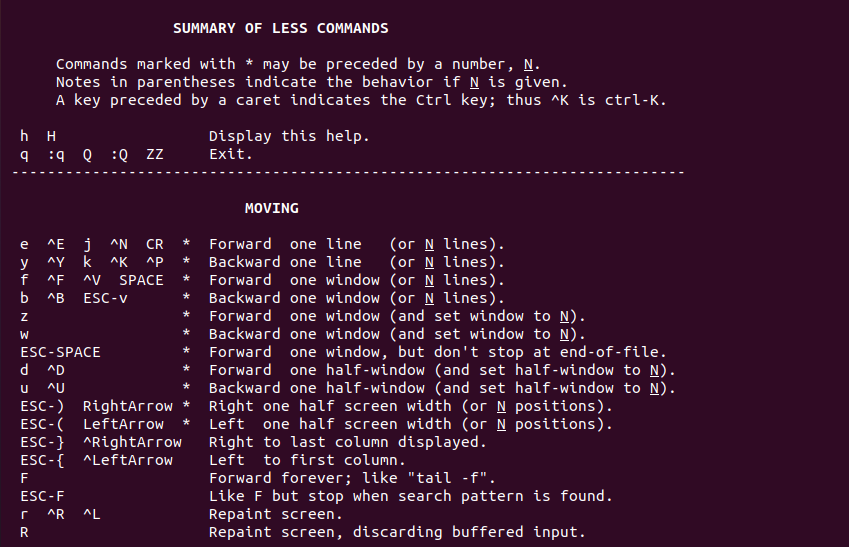 SUMMARY OF LESS COMMANDS
Commands marked with * may be preceded by a number, N.
Notes in parentheses indicate the behavior if N is given.
A key preceded by a caret indicates the Ctrl key; thus ^K is ctrl-K.
h  H                 Display this help.
q  :q  Q  :Q  ZZ     Exit.
---------------------------------------------------------------------------
MOVING
e  ^E  j  ^N  CR  *  Forward  one line   (or N lines).
y  ^Y  k  ^K  ^P  *  Backward one line   (or N lines).
f  ^F  ^V  SPACE  *  Forward  one window (or N lines).
b  ^B  ESC-v      *  Backward one window (or N lines).
z                 *  Forward  one window (and set window to N).
w                 *  Backward one window (and set window to N).
ESC-SPACE         *  Forward  one window, but don't stop at end-of-file.
d  ^D             *  Forward  one half-window (and set half-window to N).
u  ^U             *  Backward one half-window (and set half-window to N).
ESC-)  RightArrow *  Right one half screen width (or N positions).
ESC-(  LeftArrow  *  Left  one half screen width (or N positions).
ESC-}  ^RightArrow   Right to last column displayed.
ESC-{  ^LeftArrow    Left  to first column.
F                    Forward forever; like "tail -f".
ESC-F                Like F but stop when search pattern is found.
r  ^R  ^L            Repaint screen.
R                    Repaint screen, discarding buffered input.